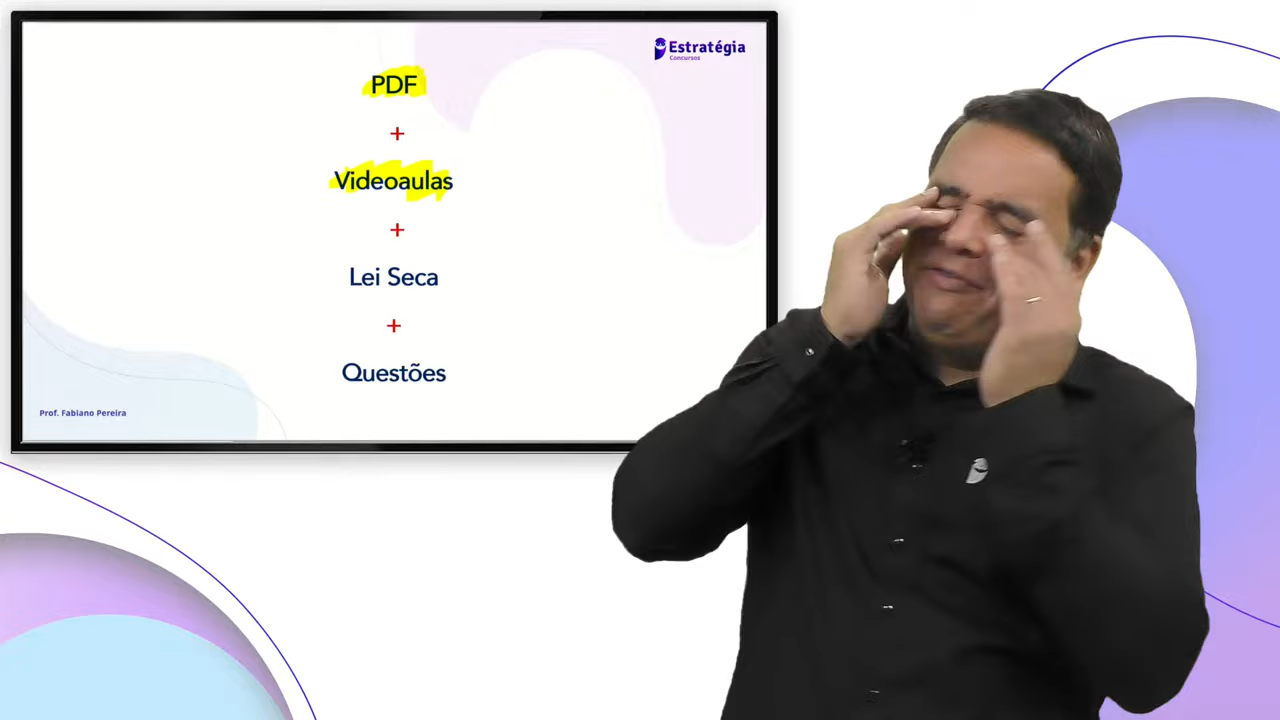 Estratégia
Concursos
PDF
+
Videoaulas
+
Lei Seca
+
Questões
Prof. Fabiano Pereira